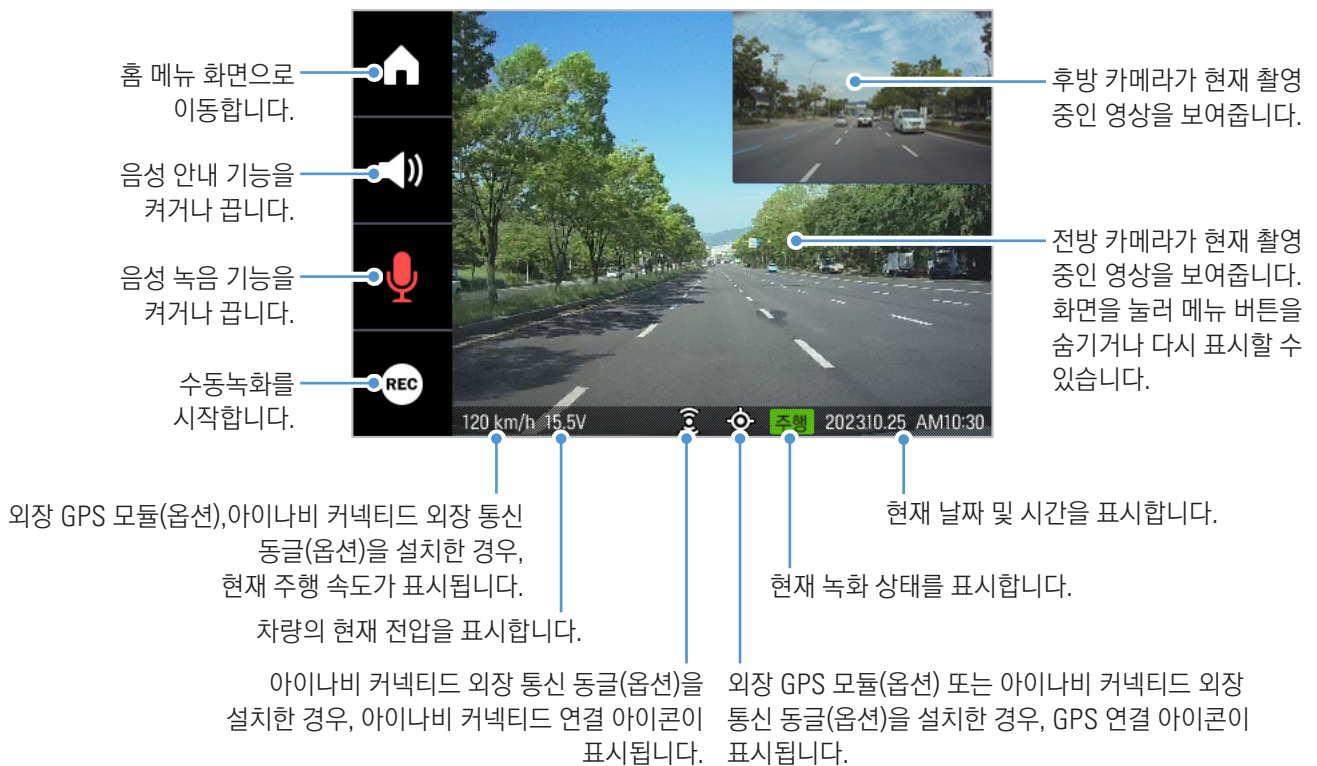 홈 메뉴 화면으로
이동합니다.
음성 안내 기능을
켜거나 끕니다.
음성 녹음 기능을
켜거나 끕니다.
수동녹화를
시작합니다.
REC
후방 카메라가 현재 촬영
중인 영상을 보여줍니다.
전방 카메라가 현재 촬영
중인 영상을 보여줍니다.
화면을 눌러 메뉴 버튼을
숨기거나 다시 표시할 수
있습니다.
120 km/h 15.5V 주행 2023.10.25 AM10:30
외장 GPS 모듈(옵션),아이나비 커넥티드 외장 통신
동글(옵션)을 설치한 경우,
현재 주행 속도가 표시됩니다.
차량의 현재 전압을 표시합니다.
아이나비 커넥티드 외장 통신 동글(옵션)을
설치한 경우, 아이나비 커넥티드 연결 아이콘이
표시됩니다.
외장 GPS 모듈(옵션) 또는 아이나비 커넥티드 외장
통신 동글(옵션)을 설치한 경우, GPS 연결 아이콘이
표시됩니다.
현재 녹화 상태를 표시합니다.
현재 날짜 및 시간을 표시합니다.